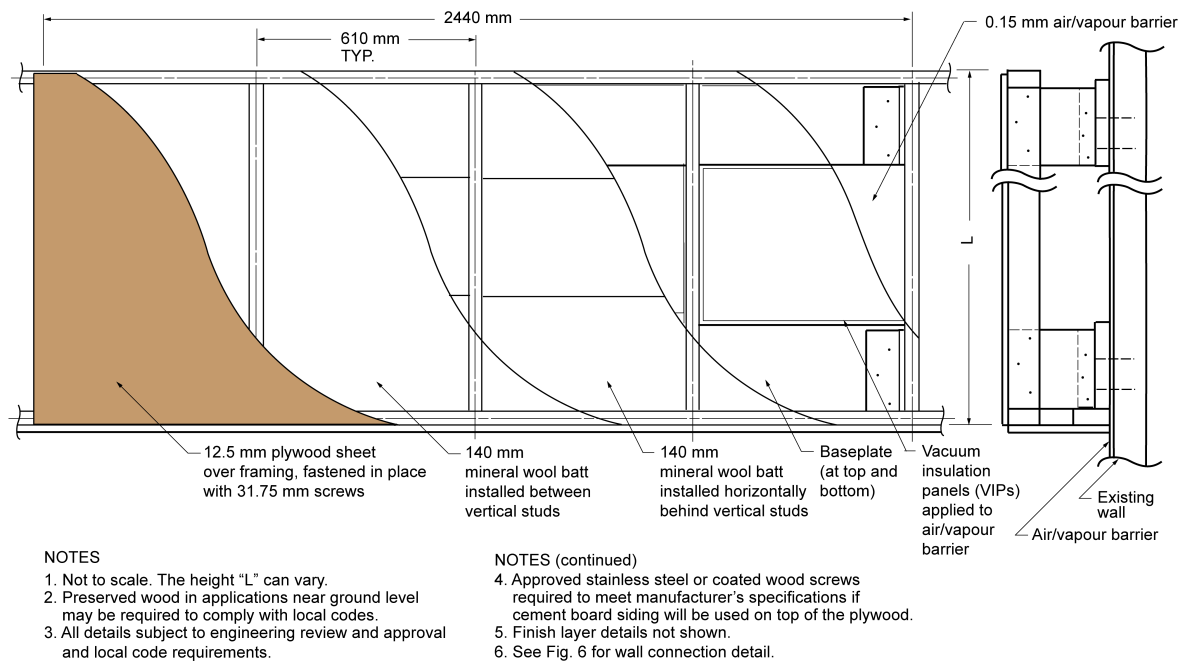 2440 mm
610 mm
TYP.
0.15 mm air/vapour barrier
L
12.5 mm plywood sheet
over framing, fastened in place
with 31.75 mm screws
140 mm
mineral wool batt
installed between
vertical studs
140 mm
mineral wool batt
installed horizontally
behind vertical studs
Baseplate
(at top and
bottom)
Vacuum
insulation
panels (VIPs)
applied to
air/vapour
barrier
Existing
wall
Air/vapour barrier
NOTES
1. Not to scale. The height “L” can vary.
2. Preserved wood in applications near ground level
may be required to comply with local codes.
3. All details subject to engineering review and approval
and local code requirements.
NOTES (continued)
4. Approved stainless steel or coated wood screws
required to meet manufacturer’s specifications if
cement board siding will be used on top of the plywood.
5. Finish layer details not shown.
6. See Fig. 6 for wall connection detail.